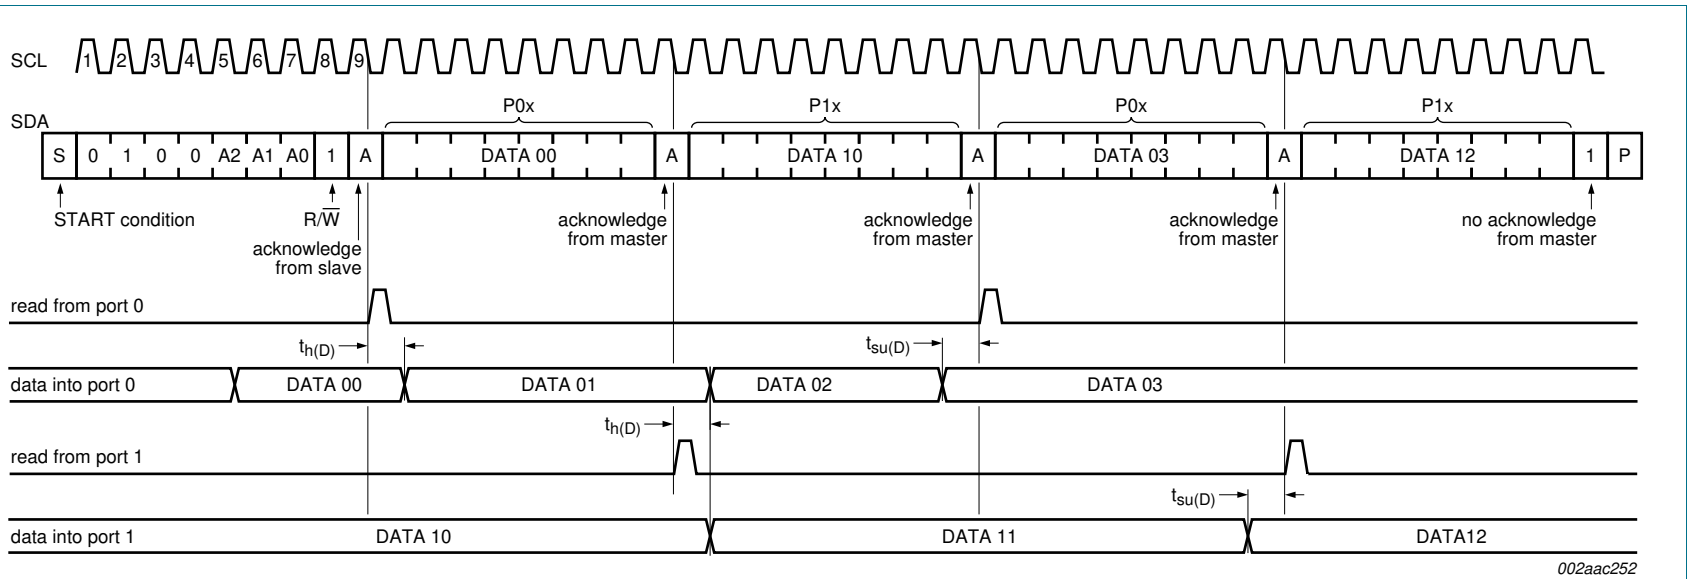 SCL 1 2 3 4 5 6 7 8 9
P0x P1x P0x P1x
SDA
S 0 1 0 0 A2 A1 A0 1 A DATA 00 A DATA 10 A DATA 03 A DATA 12 1 P
START condition R/W̅ acknowledge from master acknowledge from master acknowledge from master no acknowledge from master
acknowledge from slave
read from port 0
th(D) tsu(D)
data into port 0 DATA 00 DATA 01 DATA 02 DATA 03
th(D)
read from port 1
tsu(D)
data into port 1 DATA 10 DATA 11 DATA12
002aac252